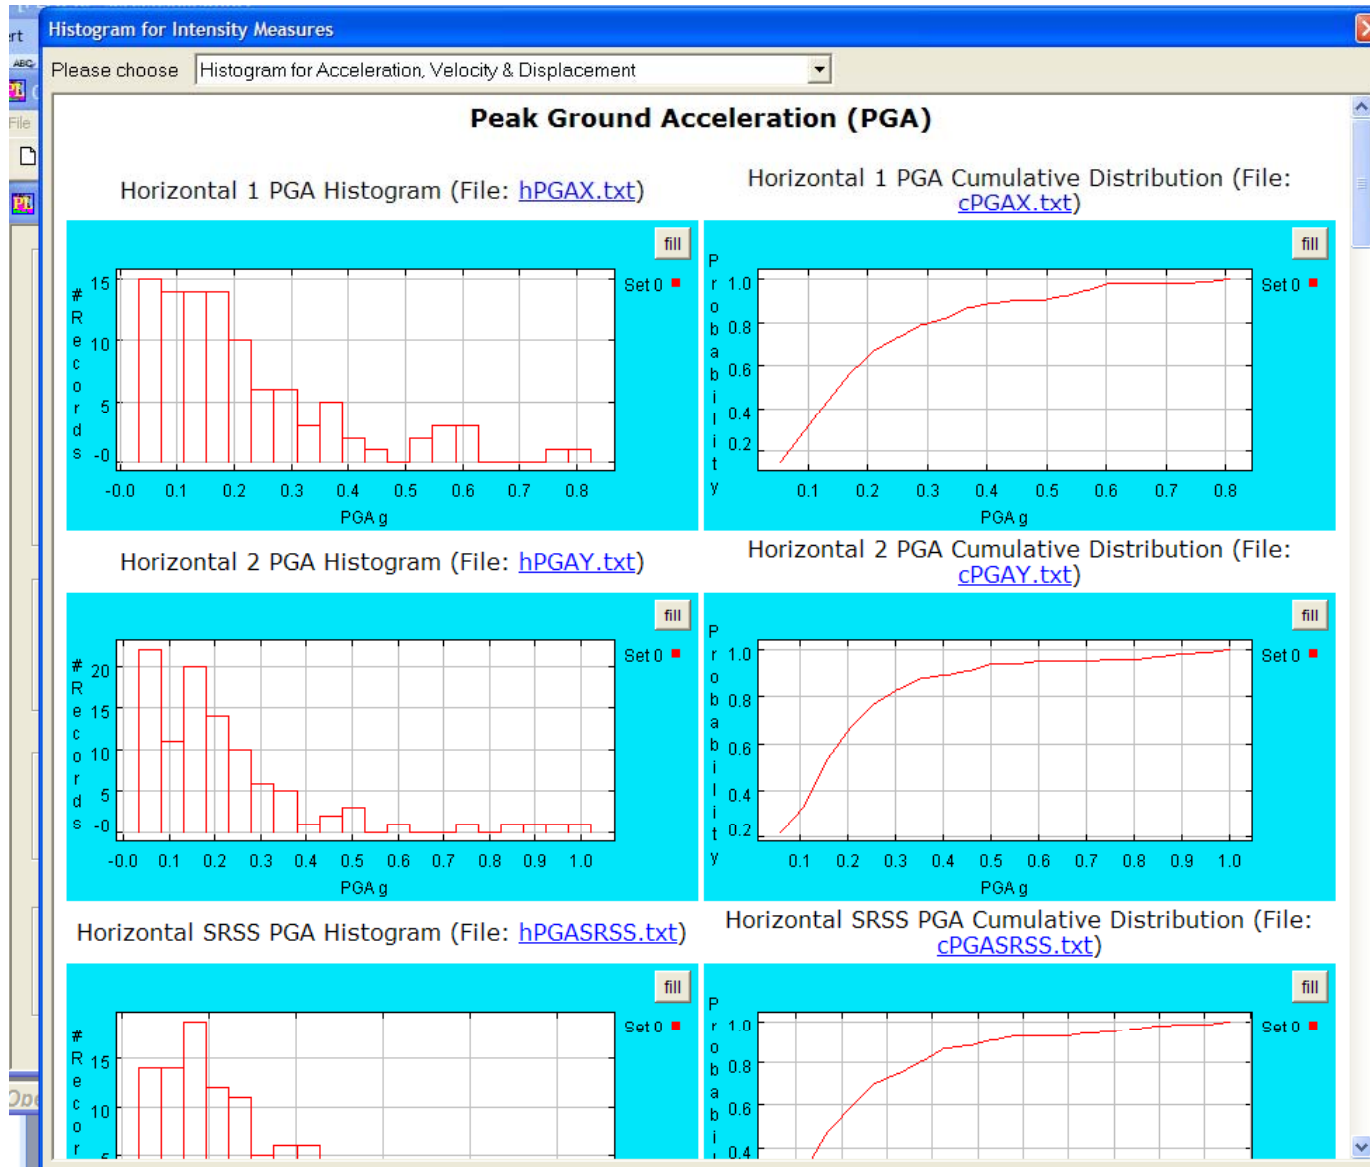 Histogram for Intensity Measures
Please choose Histogram for Acceleration, Velocity & Displacement
Peak Ground Acceleration (PGA)
Horizontal 1 PGA Histogram (File: hPGAX.txt)
fill
Set 0
# Records
15
10
5
-0
-0.0 0.1 0.2 0.3 0.4 0.5 0.6 0.7 0.8
PGA g
Horizontal 1 PGA Cumulative Distribution (File:
cPGAX.txt)
fill
Set 0
Probability
1.0
0.8
0.6
0.4
0.2
0.1 0.2 0.3 0.4 0.5 0.6 0.7 0.8
PGA g
Horizontal 2 PGA Histogram (File: hPGAY.txt)
fill
Set 0
# Records
20
15
10
5
-0
-0.0 0.1 0.2 0.3 0.4 0.5 0.6 0.7 0.8 0.9 1.0
PGA g
Horizontal 2 PGA Cumulative Distribution (File:
cPGAY.txt)
fill
Set 0
Probability
1.0
0.8
0.6
0.4
0.2
0.1 0.2 0.3 0.4 0.5 0.6 0.7 0.8 0.9 1.0
PGA g
Horizontal SRSS PGA Histogram (File: hPGASRSS.txt)
fill
Set 0
# Recor
15
10
Horizontal SRSS PGA Cumulative Distribution (File:
cPGASRSS.txt)
fill
Set 0
Probabi
1.0
0.8
0.6
0.4
File
ABC